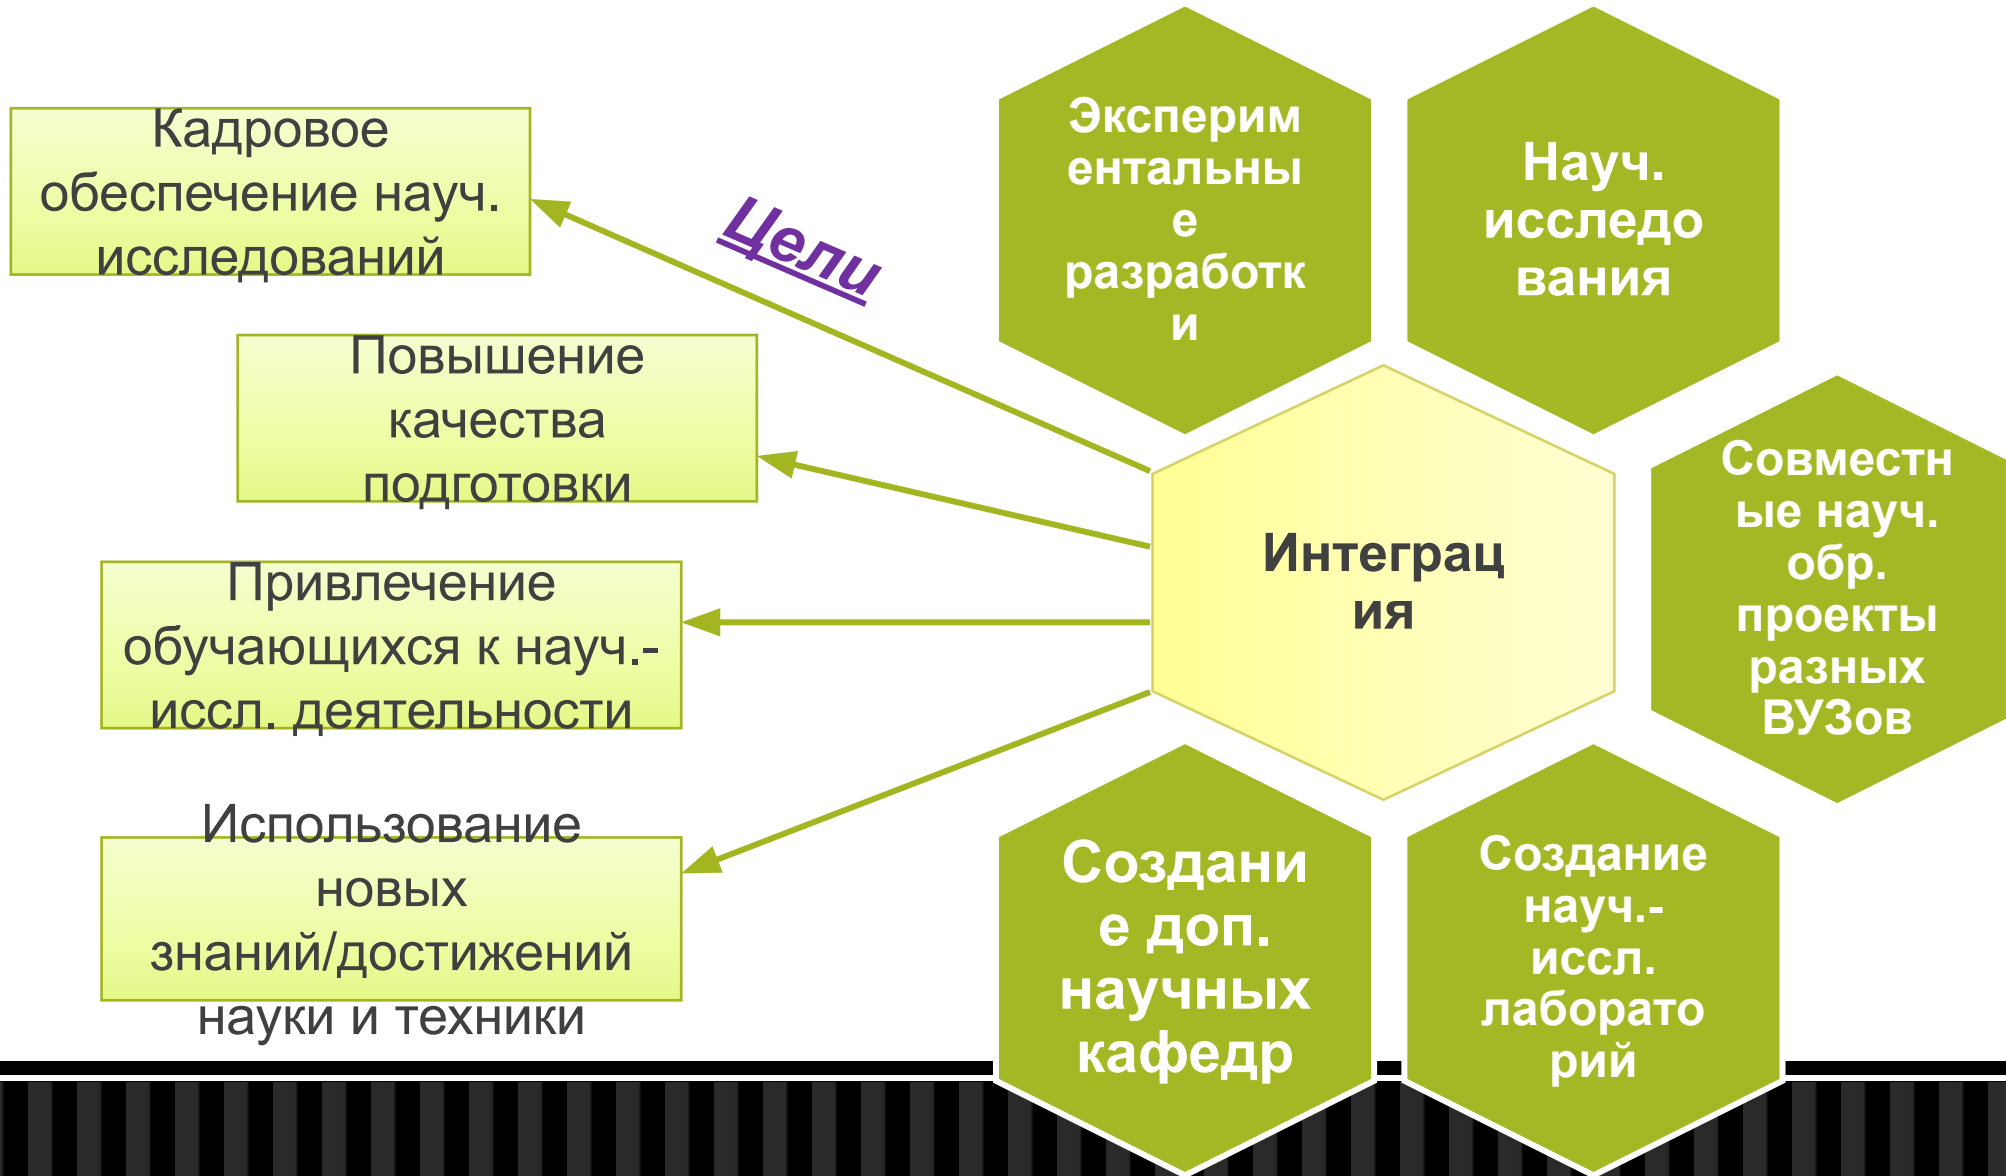 Кадровое
обеспечение науч.
исследований
Цели
Повышение
качества
подготовки
Привлечение
обучающихся к науч.-
иссл. деятельности
Использование
новых
знаний/достижений
науки и техники
Эксперим
ентальны
е
разработк
и
Науч.
исследо
вания
Интеграц
ия
Совместн
ые науч.
обр.
проекты
разных
ВУЗов
Создани
е доп.
научных
кафедр
Создание
науч.-
иссл.
лаборато
рий